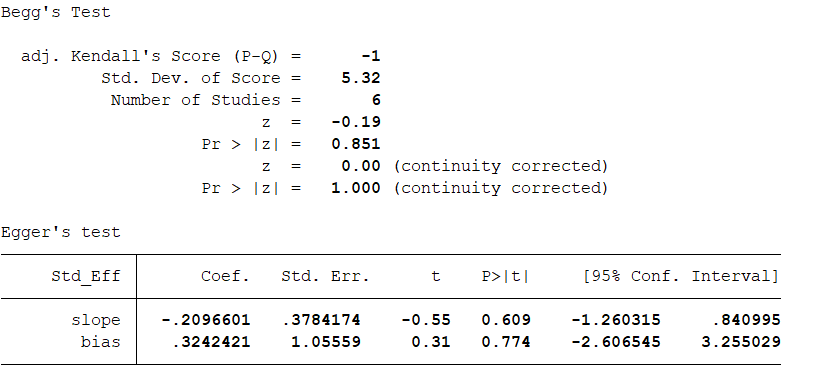 Begg's Test
adj. Kendall's Score (P-Q) = -1
Std. Dev. of Score = 5.32
Number of Studies = 6
z = -0.19
Pr > |z| = 0.851
z = 0.00 (continuity corrected)
Pr > |z| = 1.000 (continuity corrected)
Egger's test
Std_Eff Coef. Std. Err. t P>|t| [95% Conf. Interval]
slope -.2096601 .3784174 -0.55 0.609 -1.260315 .840995
bias .3242421 1.05559 0.31 0.774 -2.606545 3.255029